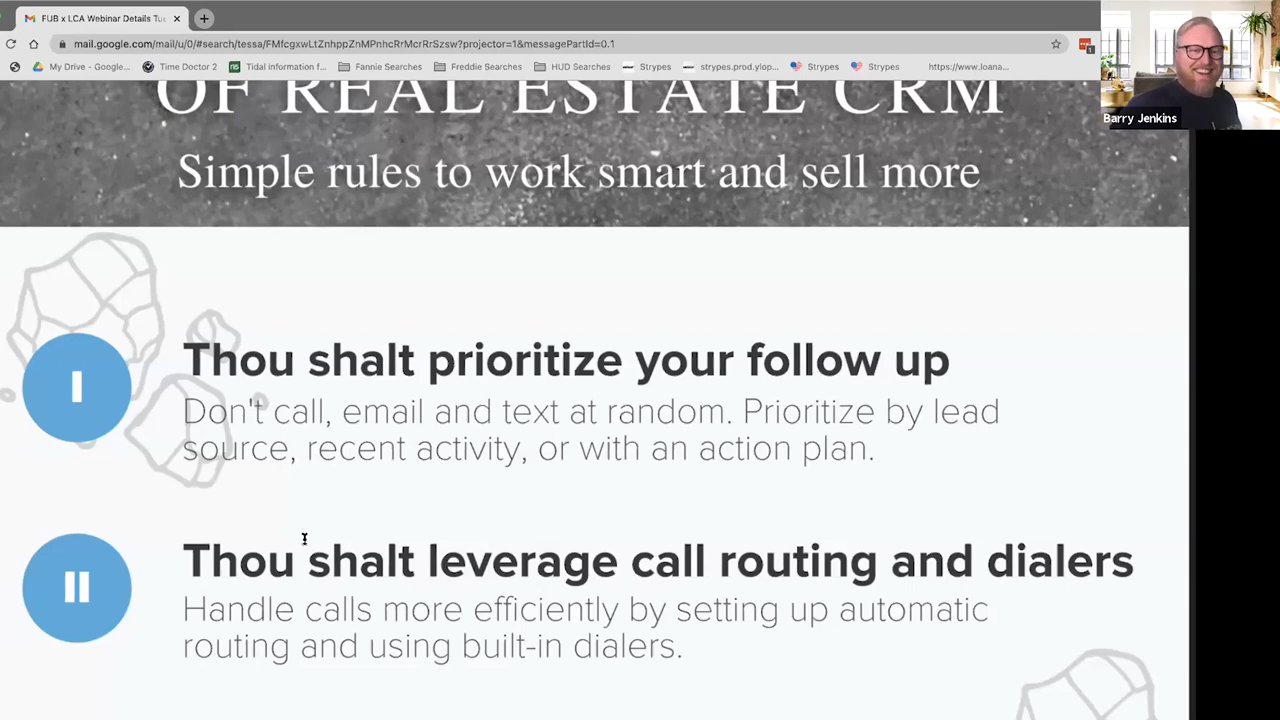 FUB x LCA Webinar Details Tue
mail.google.com/mail/u/0/#search/tessa/FMfcgxwLtZnhppZnMPnhcRrMcrRrSzsw?projector=1&messagePartId=0.1
My Drive - Google... Time Doctor 2 Tidal information f... Fannie Searches Freddie Searches HUD Searches Strypes strypes.prod.yiop... Strypes Strypes https://www.loana...
Barry Jenkins
OF REAL ESTATE CRM
Simple rules to work smart and sell more
I
Thou shalt prioritize your follow up
Don't call, email and text at random. Prioritize by lead
source, recent activity, or with an action plan.
II
Thou shalt leverage call routing and dialers
Handle calls more efficiently by setting up automatic
routing and using built-in dialers.